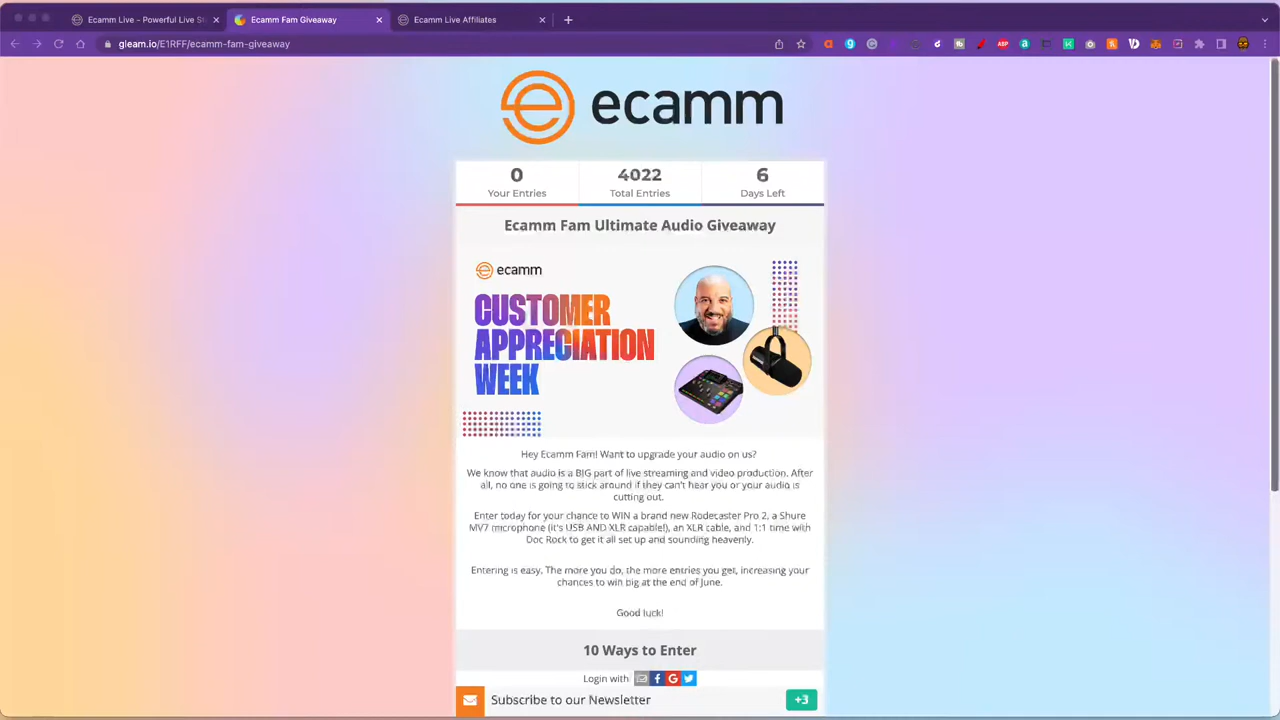 Ecamm Live - Powerful Live St
Ecamm Fam Giveaway
Ecamm Live Affiliates
gleam.io/E1RFF/ecamm-fam-giveaway
ABP
ecamm
0
4022
6
Your Entries
Total Entries
Days Left
Ecamm Fam Ultimate Audio Giveaway
ecamm
CUSTOMER
APPRECIATION
WEEK
Hey Ecamm Fam! Want to upgrade your audio on us?
We know that audio is a BIG part of live streaming and video production. After
all, no one is going to stick around if they can't hear you or your audio is
cutting out.
Enter today for your chance to WIN a brand new Rodecaster Pro 2, a Shure
MV7 microphone (it's USB AND XLR capable!), an XLR cable, and 1:1 time with
Doc Rock to get it all set up and sounding heavenly.
Entering is easy. The more you do, the more entries you get, increasing your
chances to win big at the end of June.
Good luck!
10 Ways to Enter
Login with
Subscribe to our Newsletter
+3